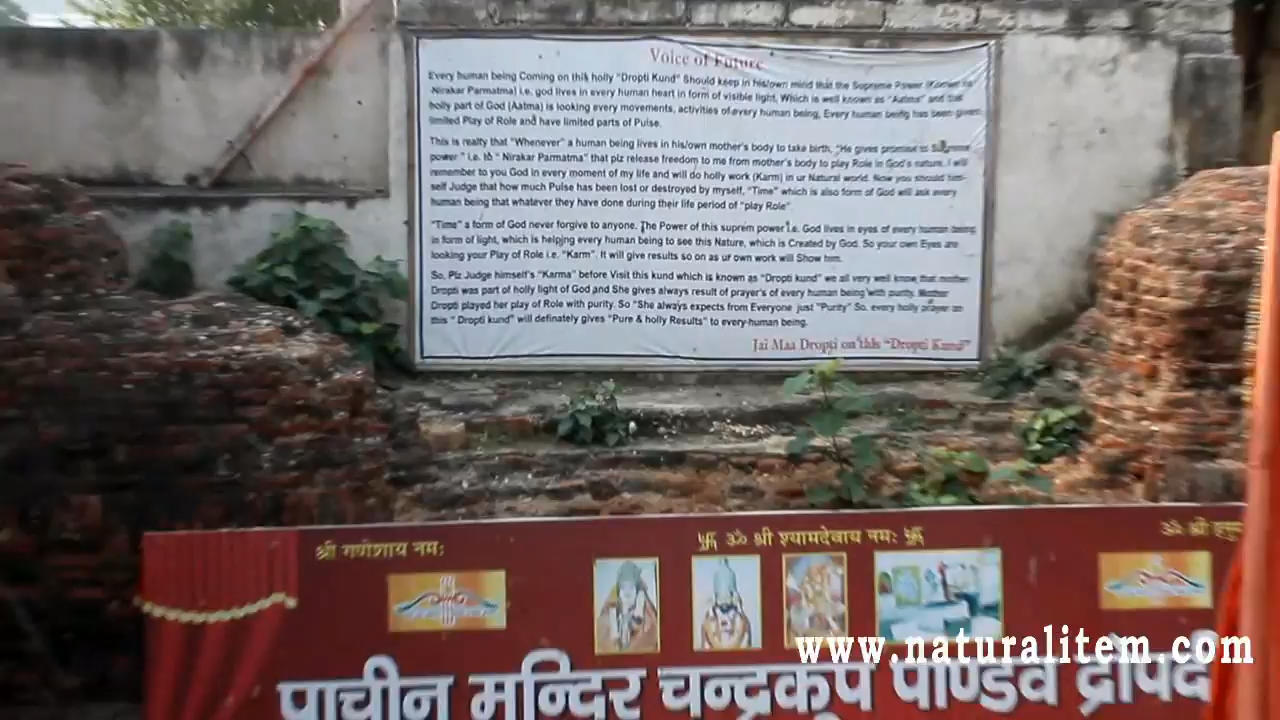 Voice of Future
Every human being Coming on this holly "Dropti Kund" Should keep in his/own mind that the Supreme Power (Known as
Nirakar Parmatma) i.e. god lives in every human heart in form of visible light, Which is well known as "Aatma" and this
holly part of God (Aatma) is looking every movements, activities of every human being, Every human being has been given
limited Play of Role and have limited parts of Pulse.
This is realty that "Whenever" a human being lives in his/own mother's body to take birth, "He gives promise to Supreme
power" i.e. to " Nirakar Parmatma" that plz release freedom to me from mother's body to play Role in God's nature. I will
remember to you God in every moment of my life and will do holly work (Karm) in ur Natural world. Now you should him-
self Judge that how much Pulse has been lost or destroyed by myself, "Time" which is also form of God will ask every
human being that whatever they have done during their life period of "play Role".
"Time" a form of God never forgive to anyone. The Power of this suprem power i.e. God lives in eyes of every human being
in form of light, which is helping every human being to see this Nature, which is Created by God. So your own Eyes are
looking your Play of Role i.e. "Karm". It will give results so on as ur own work will Show him.
So, Plz Judge himself's "Karma" before Visit this kund which is known as "Dropti kund" we all very well know that mother
Dropti was part of holly light of God and She gives always result of prayer's of every human being with purity. Mother
Dropti played her play of Role with purity. So "She always expects from Everyone just "Purity" So, every holly prayer on
this " Dropti kund" will definately gives "Pure & holly Results" to every human being.
Jai Maa Dropti on this "Dropti Kund"
श्री गणेशाय नमः
卐 ॐ श्री श्यामदेवाय नमः 卐
ॐ श्री
प्राचीन मन्दिर चन्द्रकूप पाण्डव द्रौपदी
www.naturalitem.com